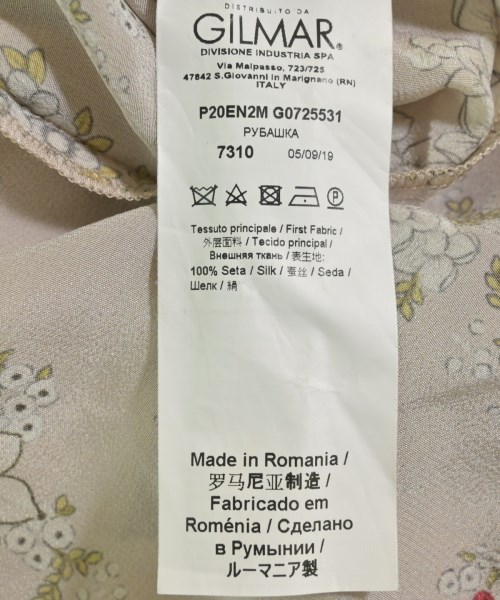 DISTRIBUITO DA
GILMAR®
DIVISIONE INDUSTRIA SPA
Via Malpasso, 723/725
47842 S.Giovanni in Marignano (RN)
ITALY
P20EN2M G0725531
РУБАШКА
7310 05/09/19
Tessuto principale / First Fabric /
外层面料 / Tecido principal /
Внешняя ткань / 表生地:
100% Seta / Silk / 蚕丝 / Seda /
Шелк / 絹
Made in Romania /
罗马尼亚制造 /
Fabricado em
Roménia / Сделано
в Румынии /
ルーマニア製